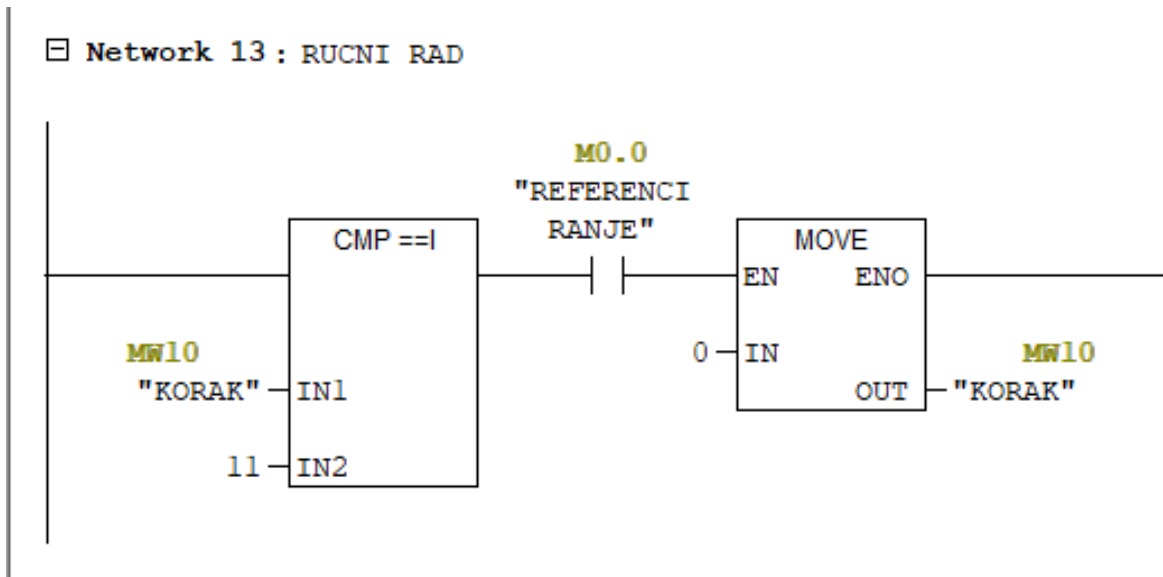 Network 13 : RUCNI RAD
M0.0
"REFERENCI
RANJE"
CMP ==I
MOVE
EN ENO
MW10
"KORAK" IN1
0 IN
MW10
OUT "KORAK"
11 IN2